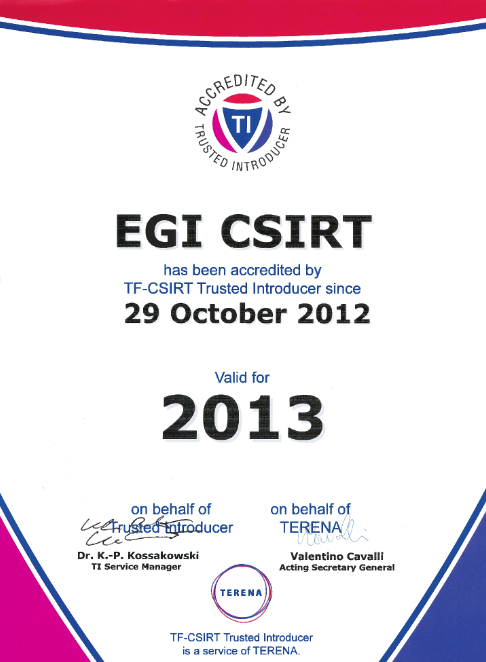 ACCREDITED BY
TI
TRUSTED INTRODUCER
EGI CSIRT
has been accredited by
TF-CSIRT Trusted Introducer since
29 October 2012
Valid for
2013
on behalf of
Trusted Introducer
on behalf of
TERENA
Dr. K.-P. Kossakowski
TI Service Manager
Valentino Cavalli
Acting Secretary General
TERENA
TF-CSIRT Trusted Introducer
is a service of TERENA.